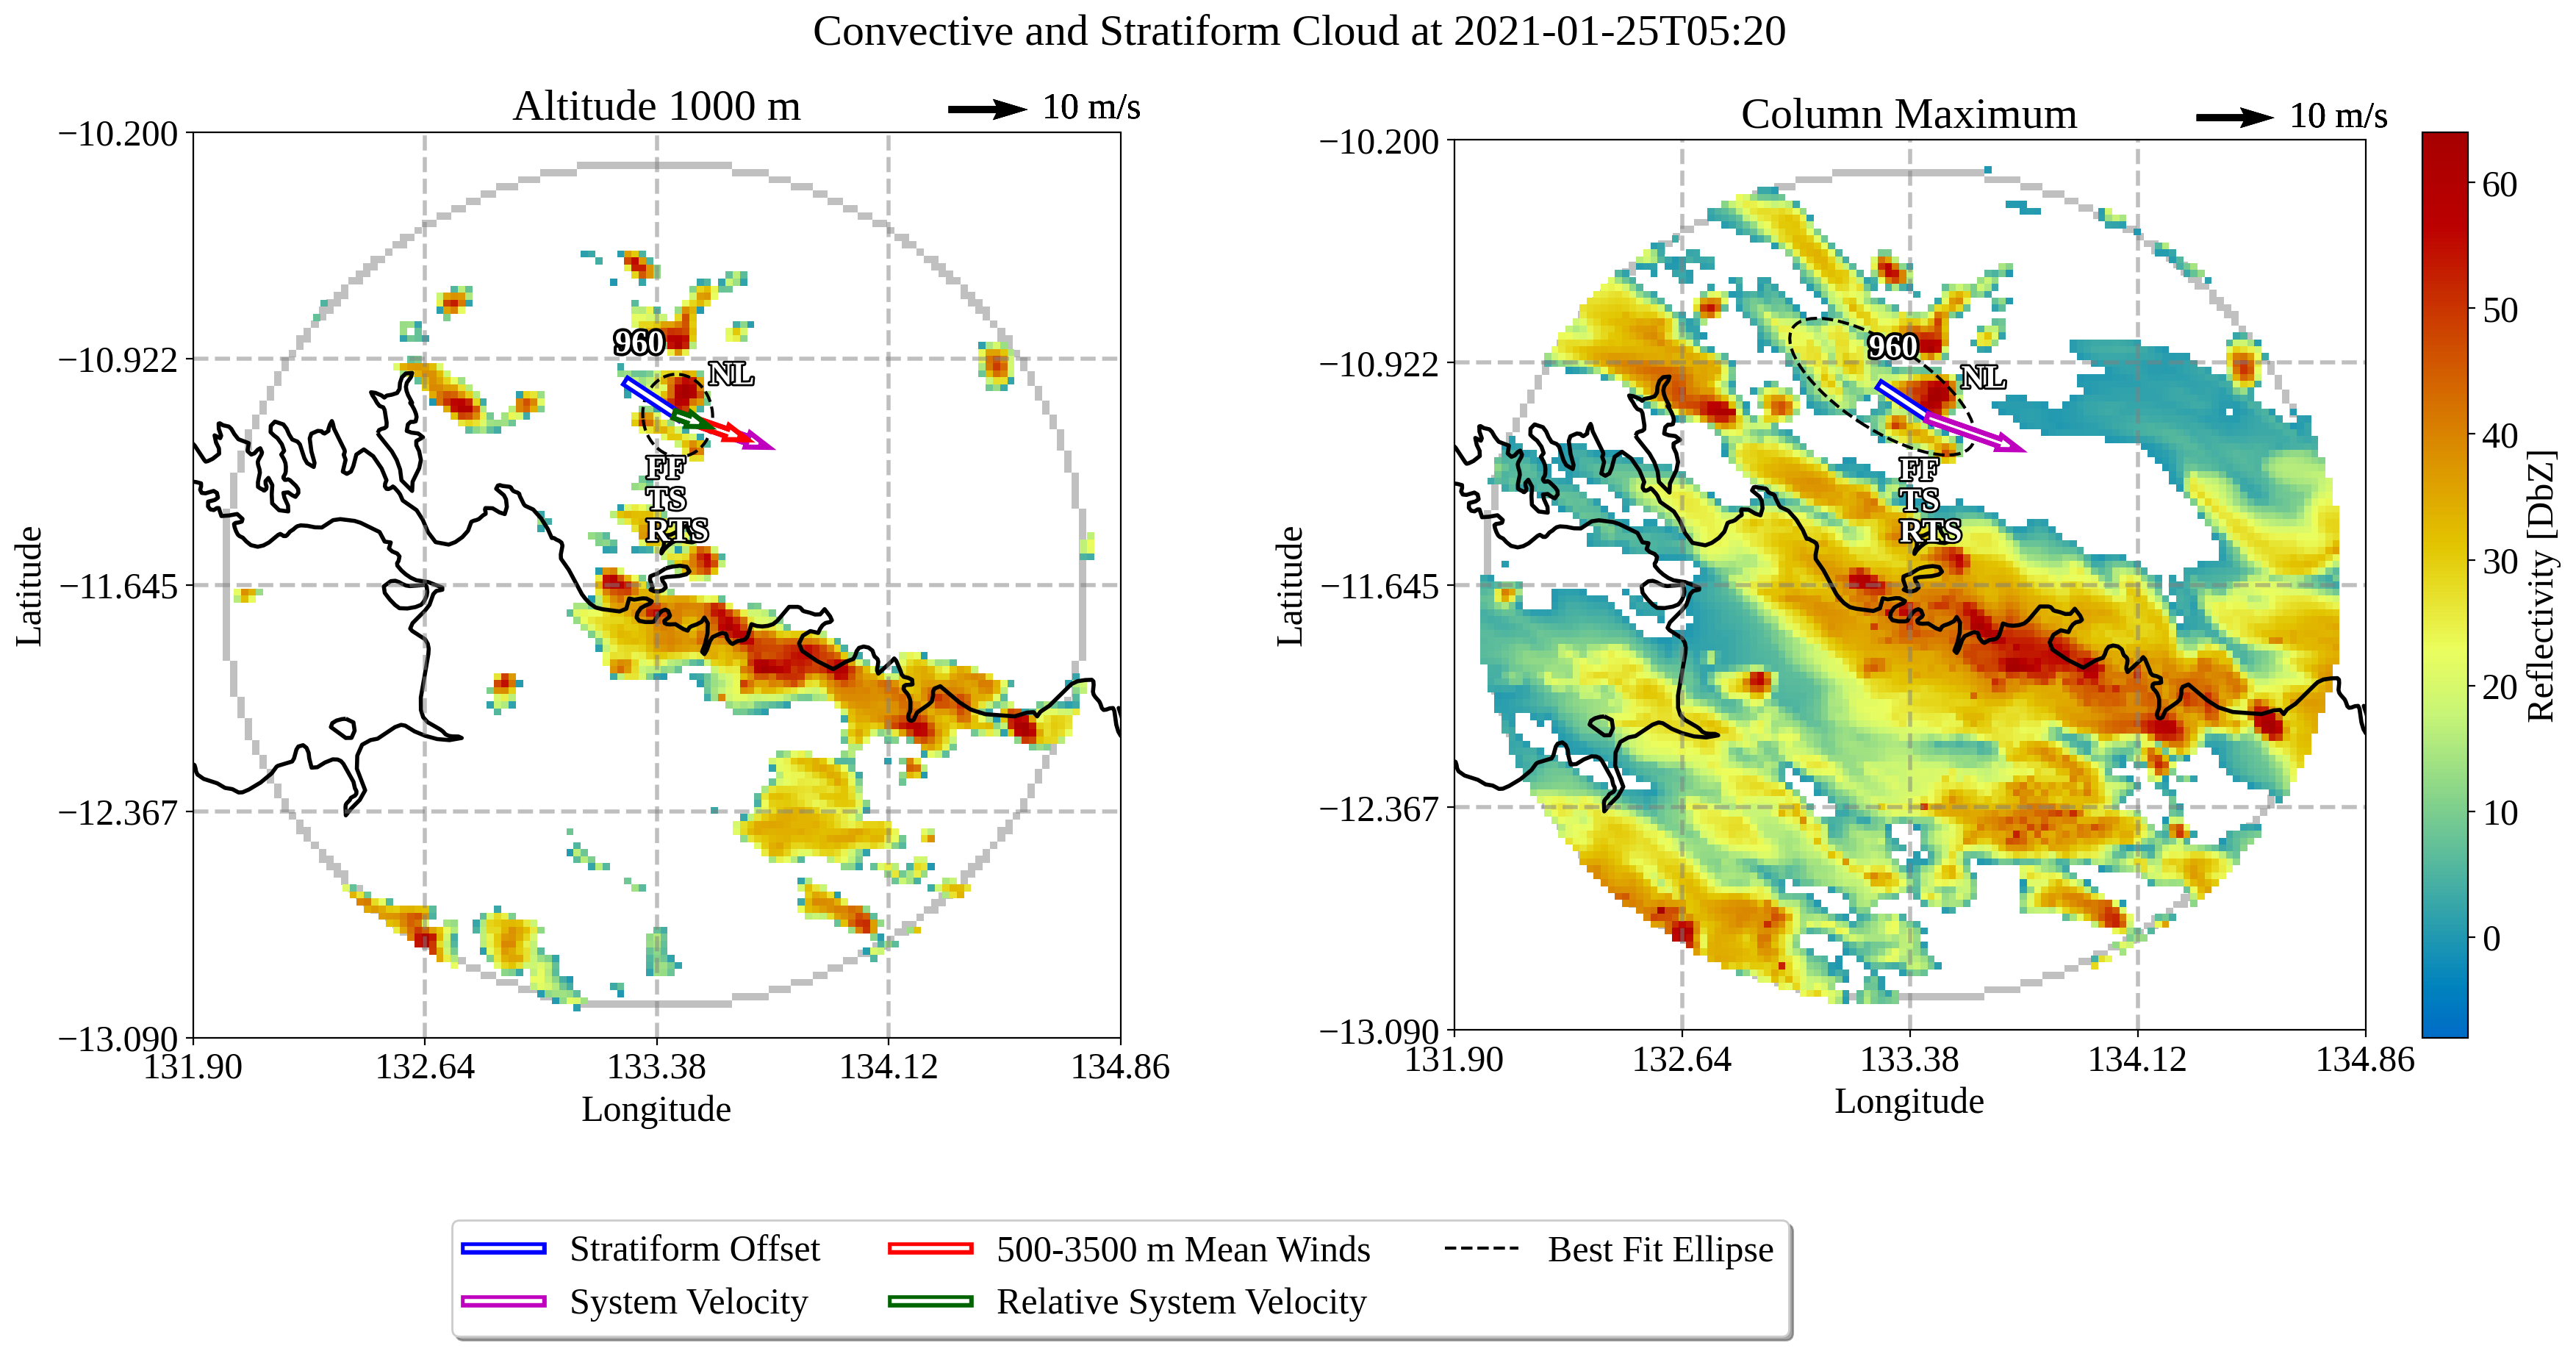 Convective and Stratiform Cloud at 2021-01-25T05:20
Altitude 1000 m
10 m/s
−10.200
−10.922
−11.645
−12.367
−13.090
Latitude
131.90
132.64
133.38
134.12
134.86
Longitude
960
NL
FF
TS
RTS
Column Maximum
10 m/s
−10.200
−10.922
−11.645
−12.367
−13.090
Latitude
131.90
132.64
133.38
134.12
134.86
Longitude
960
NL
FF
TS
RTS
60
50
40
30
20
10
0
Reflectivity [DbZ]
Stratiform Offset
500-3500 m Mean Winds
Best Fit Ellipse
System Velocity
Relative System Velocity